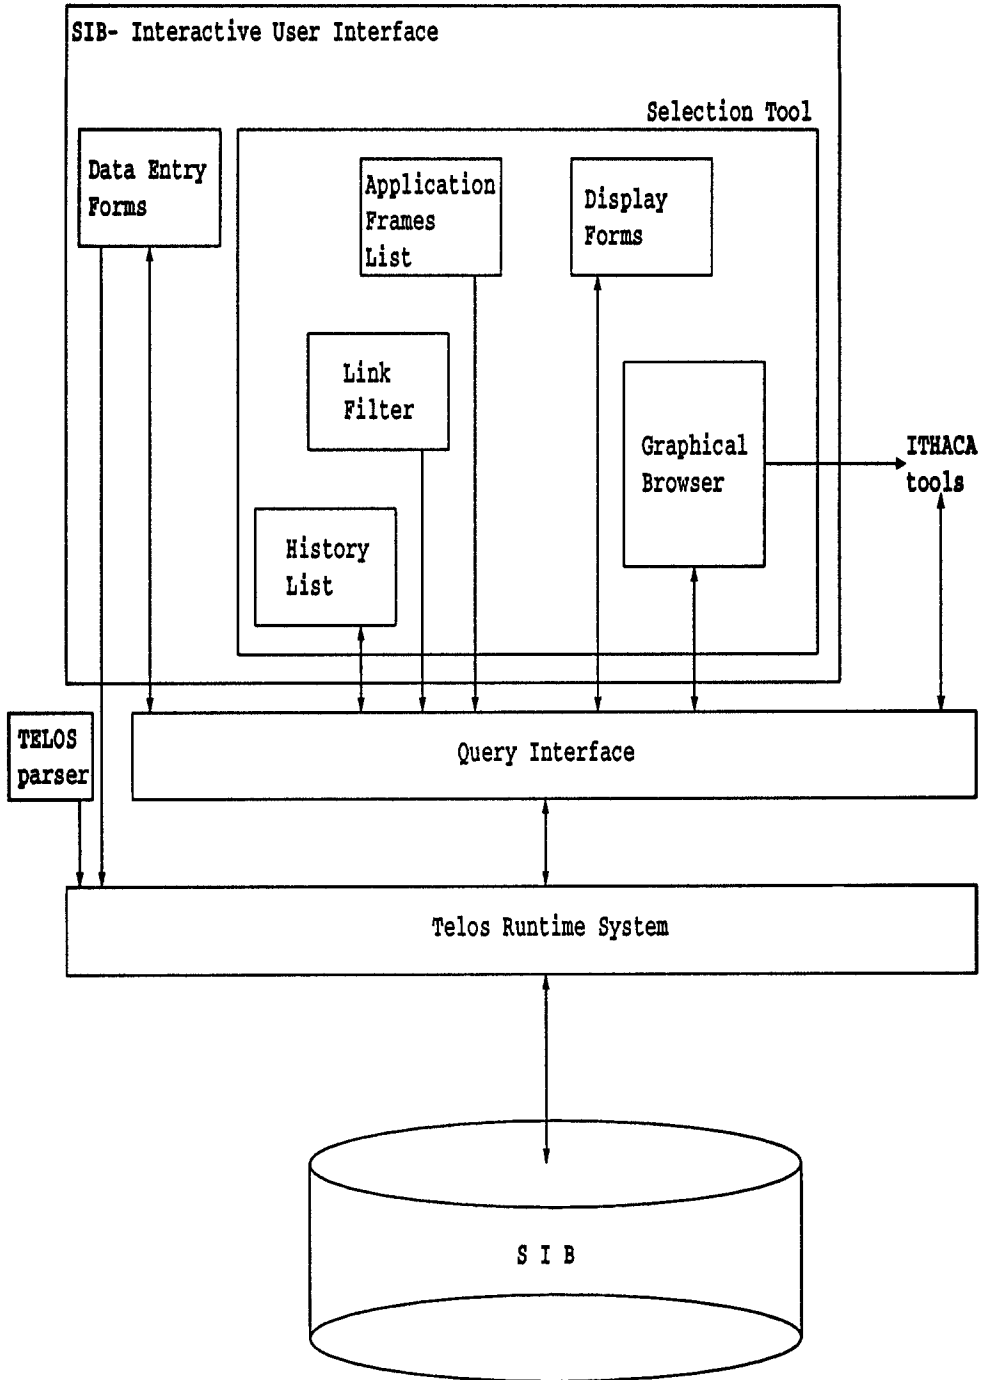 SIB- Interactive User Interface
Selection Tool
Data Entry
Forms
Application
Frames
List
Display
Forms
Link
Filter
Graphical
Browser
ITHACA
tools
History
List
TELOS
parser
Query Interface
Telos Runtime System
S I B